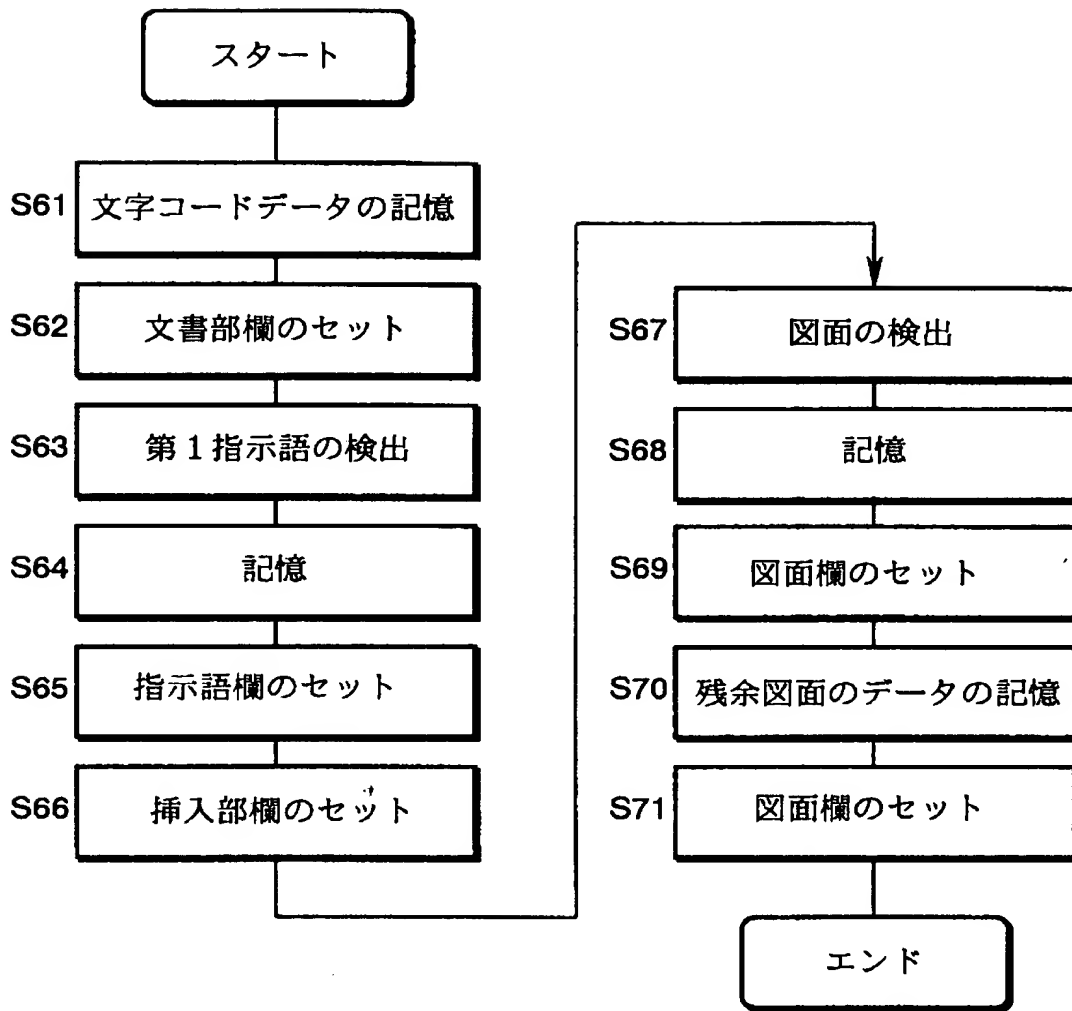 スタート
S61 文字コードデータの記憶
S62 文書部欄のセット
S63 第1指示語の検出
S64 記憶
S65 指示語欄のセット
S66 挿入部欄のセット
S67 図面の検出
S68 記憶
S69 図面欄のセット
S70 残余図面のデータの記憶
S71 図面欄のセット
エンド